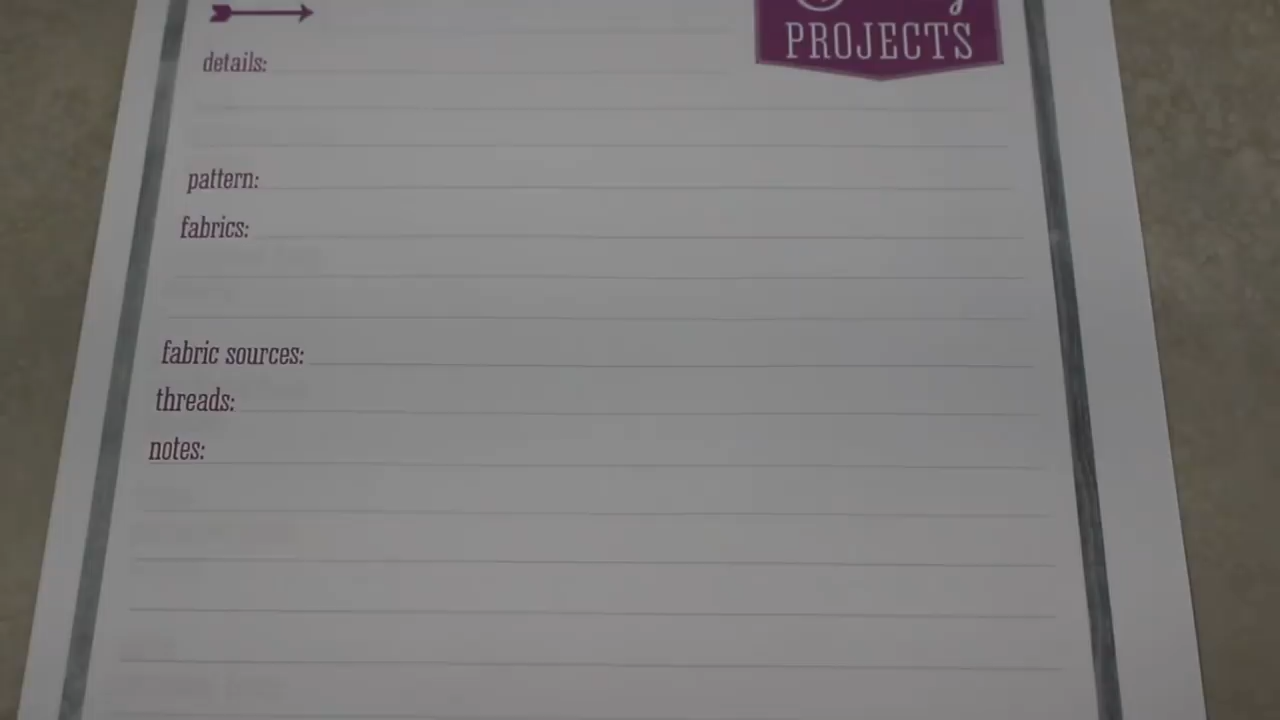 PROJECTS
details:
pattern:
fabrics:
fabric sources:
threads:
notes: